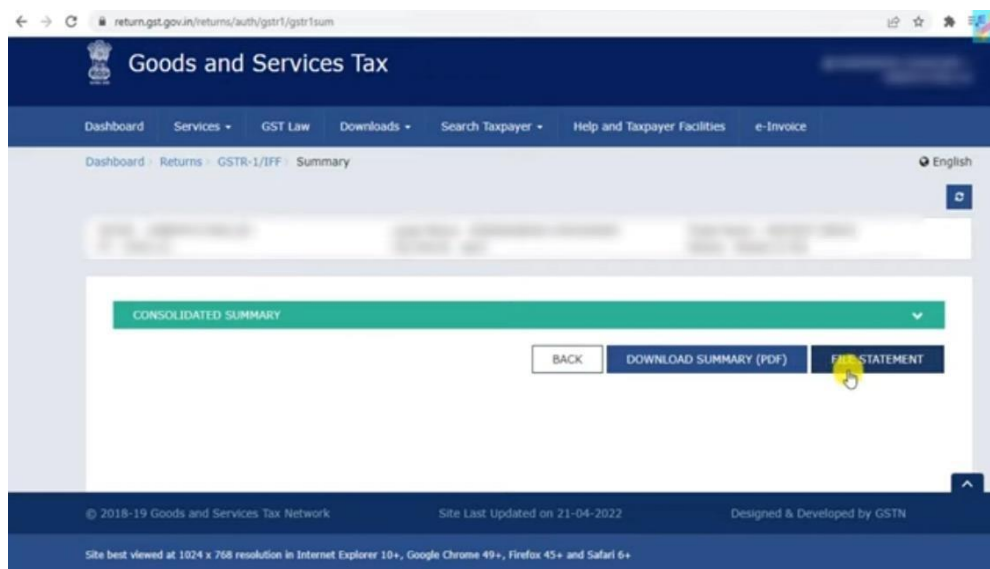 return.gst.gov.in/returns/auth/gstr1/gstr1sum
Goods and Services Tax
Dashboard Services GST Law Downloads Search Taxpayer Help and Taxpayer Facilities e-Invoice
Dashboard Returns GSTR-1/IFF Summary English
CONSOLIDATED SUMMARY
BACK DOWNLOAD SUMMARY (PDF) FILE STATEMENT
© 2018-19 Goods and Services Tax Network Site Last Updated on 21-04-2022 Designed & Developed by GSTN
Site best viewed at 1024 x 768 resolution in Internet Explorer 10+, Google Chrome 49+, Firefox 45+ and Safari 6+